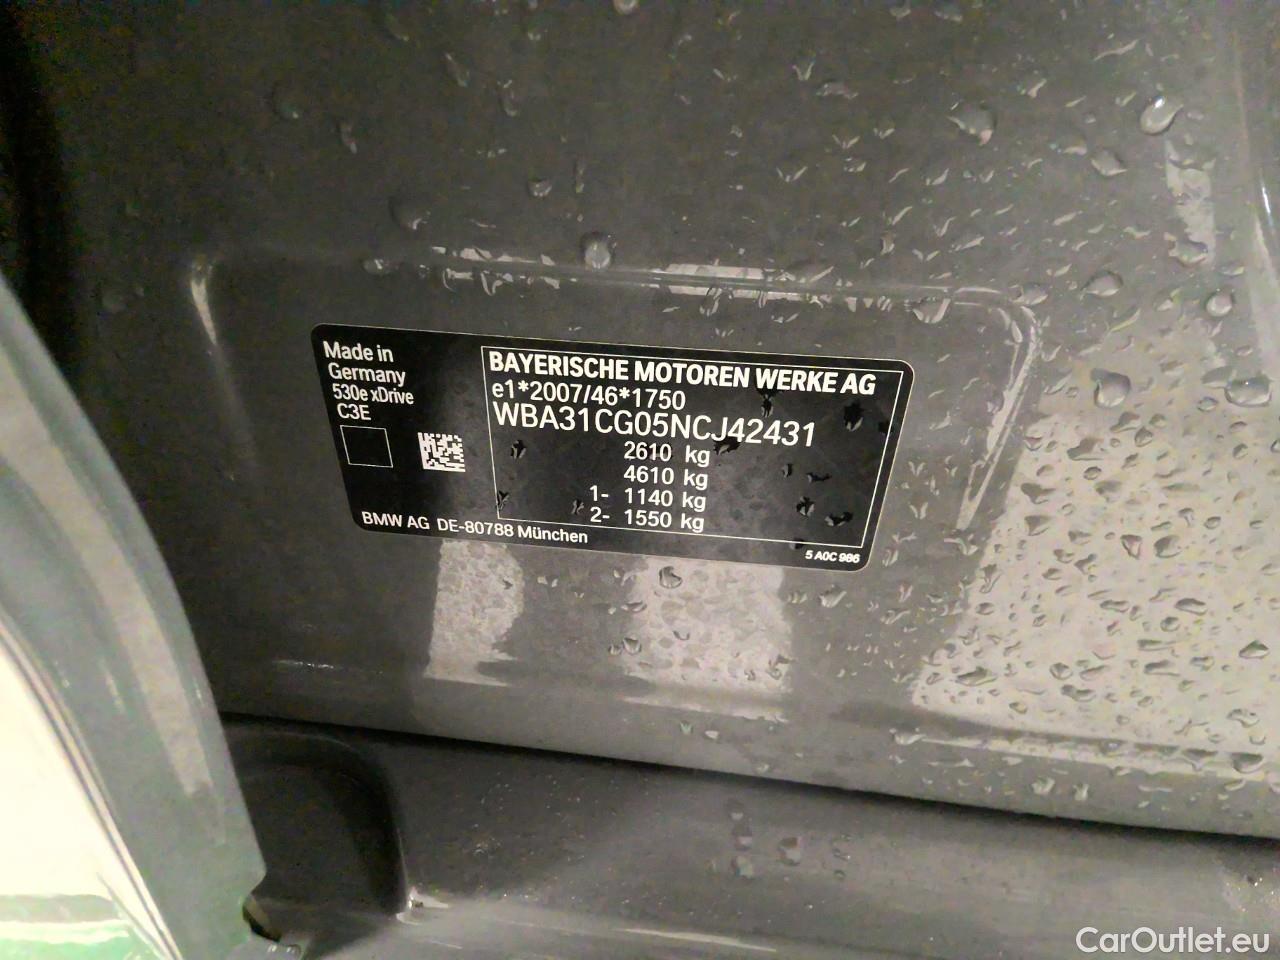 Made in
Germany
530e xDrive
C3E
BAYERISCHE MOTOREN WERKE AG
e1*2007/46*1750
WBA31CG05NCJ42431
2610 kg
4610 kg
1- 1140 kg
2- 1550 kg
BMW AG DE-80788 München
5 A0C 986
CarOutlet.eu